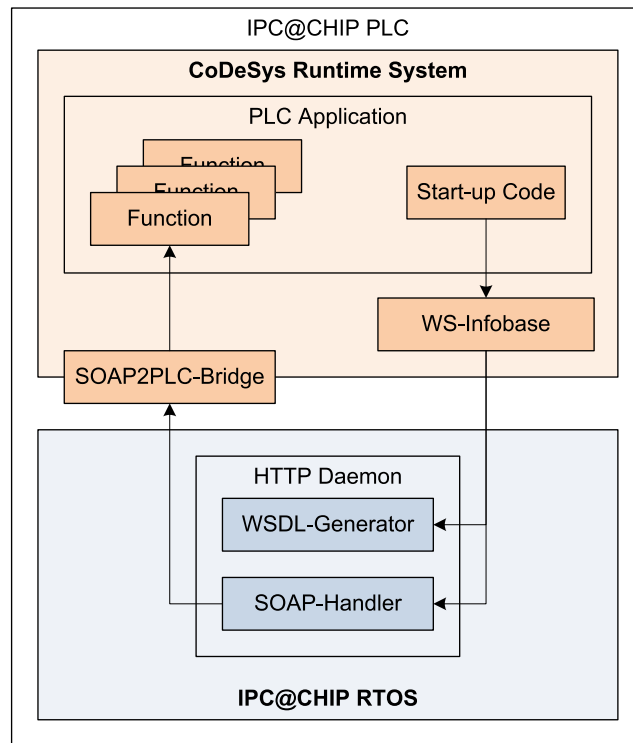 IPC@CHIP PLC
CoDeSys Runtime System
PLC Application
Function
Function
Function
Start-up Code
WS-Infobase
SOAP2PLC-Bridge
HTTP Daemon
WSDL-Generator
SOAP-Handler
IPC@CHIP RTOS